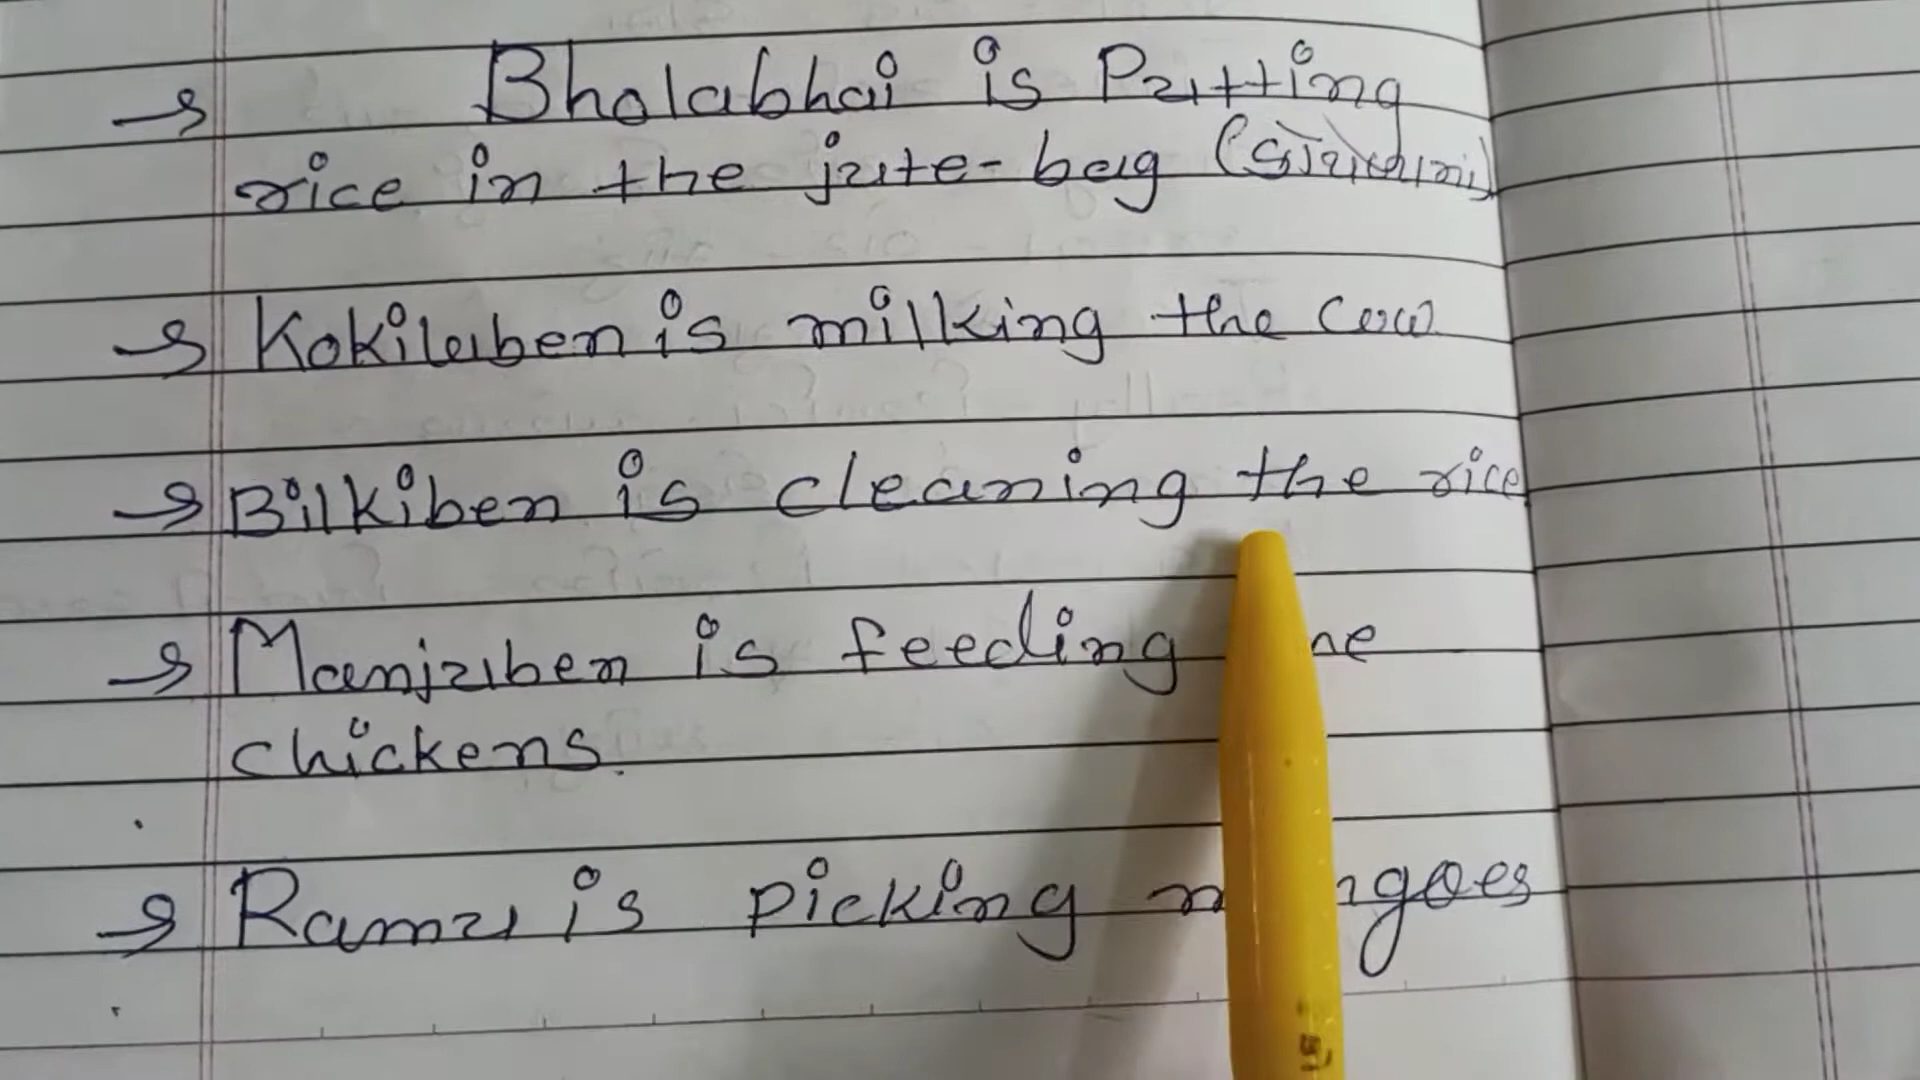 → Bholabhai is Putting
rice in the jute-bag
→ Kokilaben is milking the cow
→ Bilkiben is cleaning the rice
→ Manjuben is feeding
chickens.
→ Ramu is picking